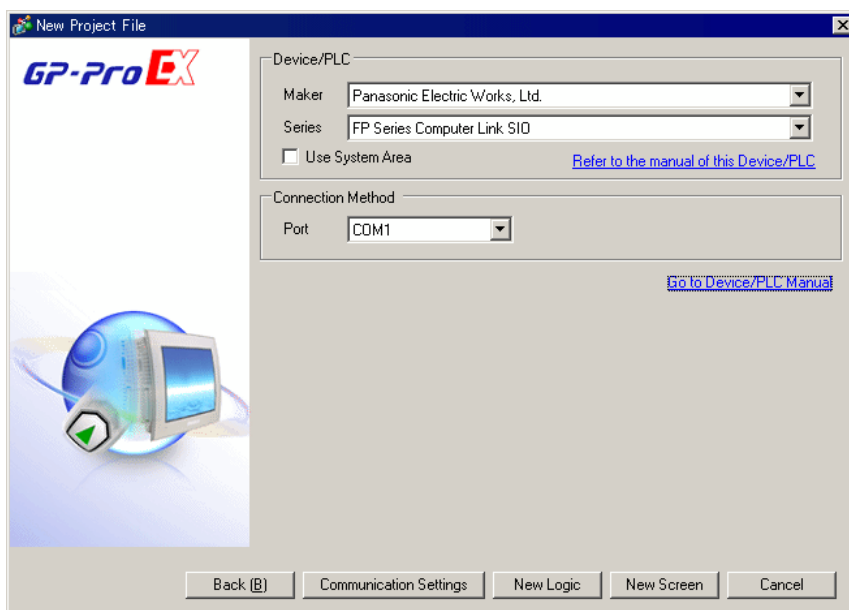 New Project File
GP-Pro EX
Device/PLC
Maker Panasonic Electric Works, Ltd.
Series FP Series Computer Link SIO
Use System Area Refer to the manual of this Device/PLC
Connection Method
Port COM1
Go to Device/PLC Manual
Back (B) Communication Settings New Logic New Screen Cancel